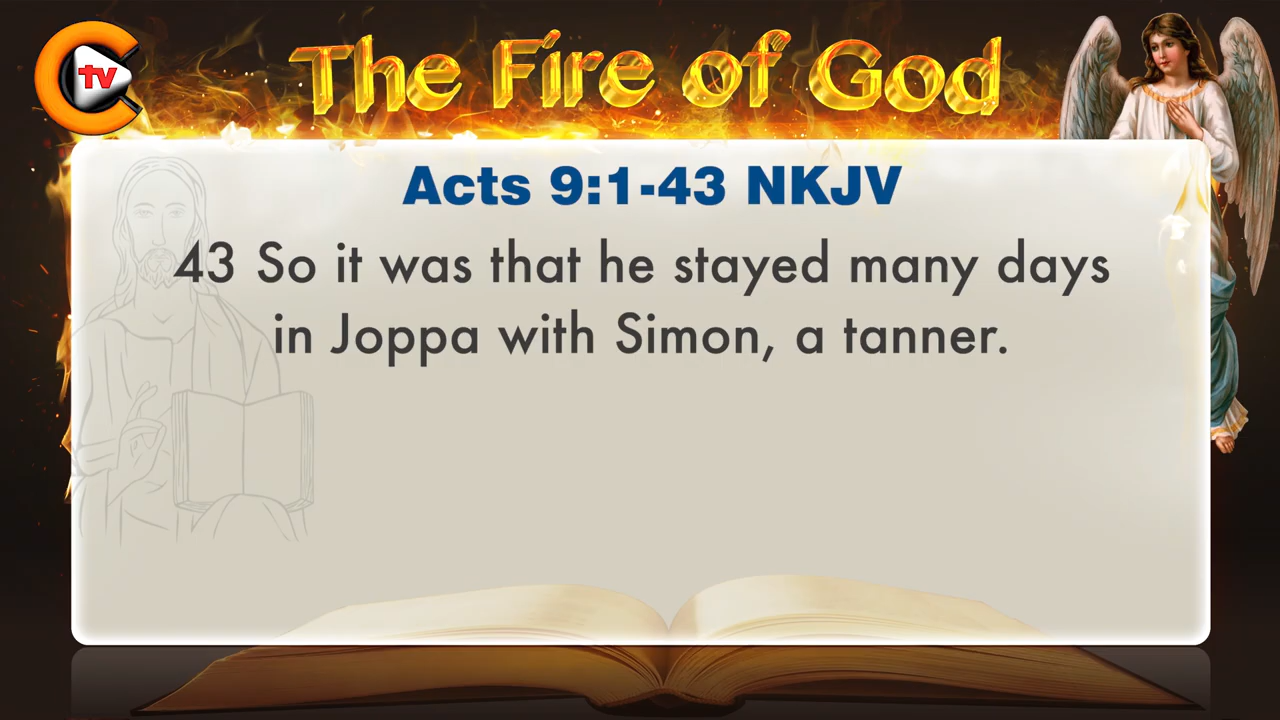 tv
The Fire of God
Acts 9:1-43 NKJV
43 So it was that he stayed many days
in Joppa with Simon, a tanner.